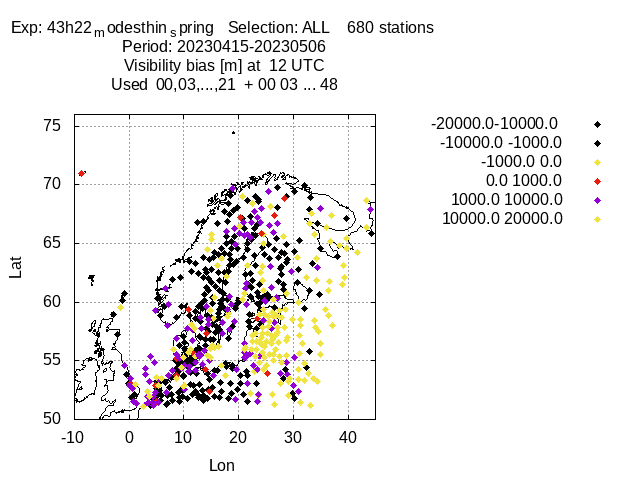 Exp: 43h22modesthinspring Selection: ALL 680 stations
Period: 20230415-20230506
Visibility bias [m] at 12 UTC
Used 00,03,...,21 + 00 03 ... 48
-20000.0-10000.0
-10000.0 -1000.0
-1000.0 0.0
0.0 1000.0
1000.0 10000.0
10000.0 20000.0
75
70
65
60
55
50
Lat
-10 0 10 20 30 40
Lon